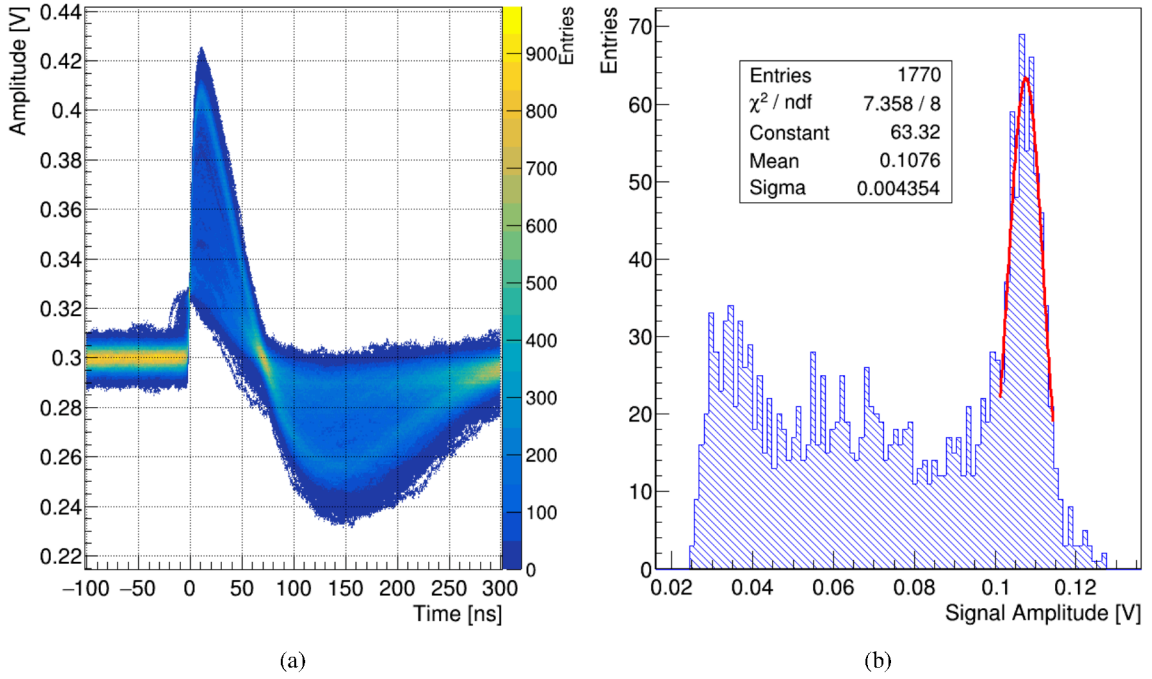 Amplitude [V]
0.44
0.42
0.4
0.38
0.36
0.34
0.32
0.3
0.28
0.26
0.24
0.22
−100 −50 0 50 100 150 200 250 300
Time [ns]
Entries
900
800
700
600
500
400
300
200
100
0
(a)
Entries
70
60
50
40
30
20
10
0
Entries 1770
χ² / ndf 7.358 / 8
Constant 63.32
Mean 0.1076
Sigma 0.004354
0.02 0.04 0.06 0.08 0.1 0.12
Signal Amplitude [V]
(b)